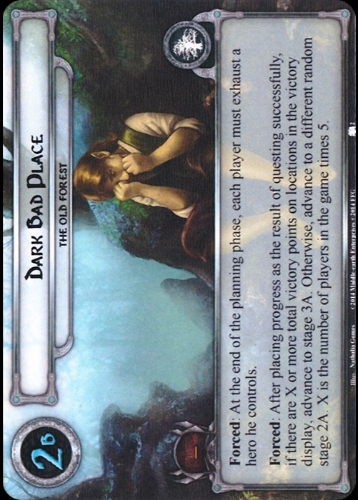 2B
DARK BAD PLACE
THE OLD FOREST
Forced: At the end of the planning phase, each player must exhaust a
hero he controls.
Forced: After placing progress as the result of questing successfully,
if there are X or more total victory points on locations in the victory
display, advance to stage 3A. Otherwise, advance to a different random
stage 2A. X is the number of players in the game times 5.
Illus. Nathalia Gomes ©2014 Middle-earth Enterprises ©2014 FFG